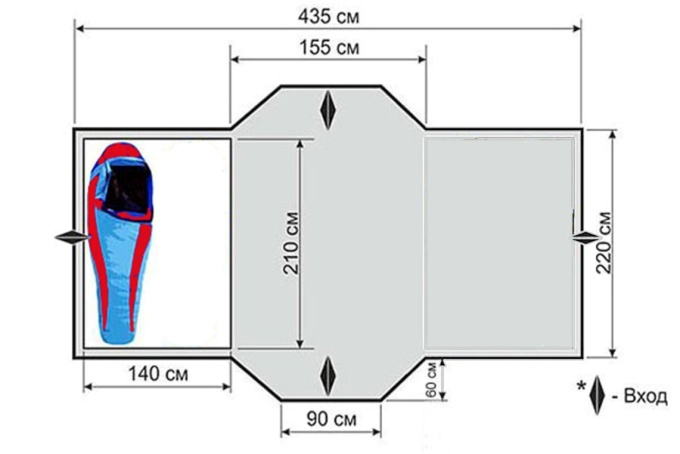 435 см
155 см
210 см
220 см
140 см
60 см
90 см
* - Вход